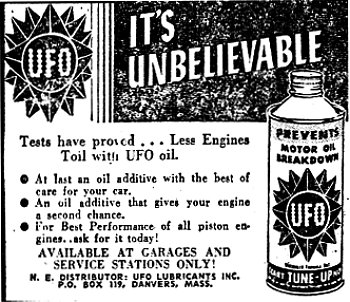 UFO
IT'S
UNBELIEVABLE
Tests have proved . . . Less Engines
Toil with UFO oil.
● At last an oil additive with the best of
care for your car.
● An oil additive that gives your engine
a second chance.
● For Best Performance of all piston en-
gines..ask for it today!
AVAILABLE AT GARAGES AND
SERVICE STATIONS ONLY!
N. E. DISTRIBUTOR: UFO LUBRICANTS INC.
P.O. BOX 119, DANVERS, MASS.
PREVENTS
MOTOR OIL
BREAKDOWN
UFO
TUNE-UP